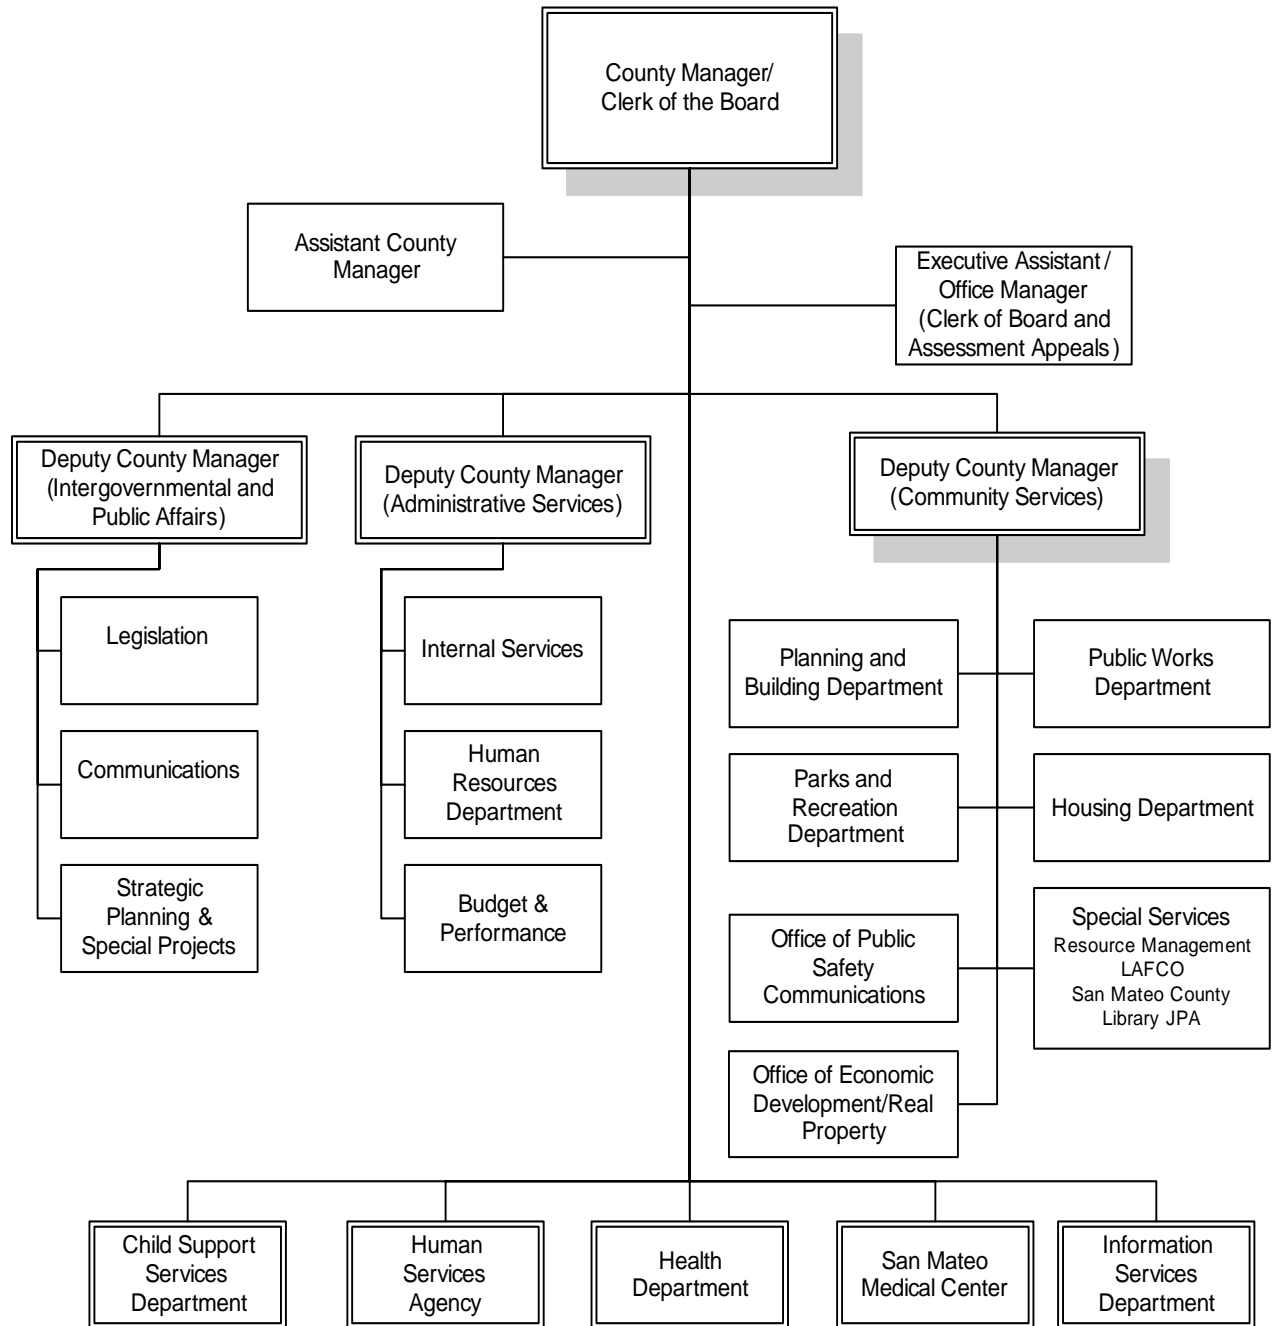 County Manager/
Clerk of the Board
Assistant County
Manager
Executive Assistant/
Office Manager
(Clerk of Board and
Assessment Appeals)
Deputy County Manager
(Intergovernmental and
Public Affairs)
Deputy County Manager
(Administrative Services)
Deputy County Manager
(Community Services)
Legislation
Communications
Strategic
Planning &
Special Projects
Internal Services
Human
Resources
Department
Budget &
Performance
Planning and
Building Department
Public Works
Department
Parks and
Recreation
Department
Housing Department
Office of Public
Safety
Communications
Special Services
Resource Management
LAFCO
San Mateo County
Library JPA
Office of Economic
Development/Real
Property
Child Support
Services
Department
Human
Services
Agency
Health
Department
San Mateo
Medical Center
Information
Services
Department